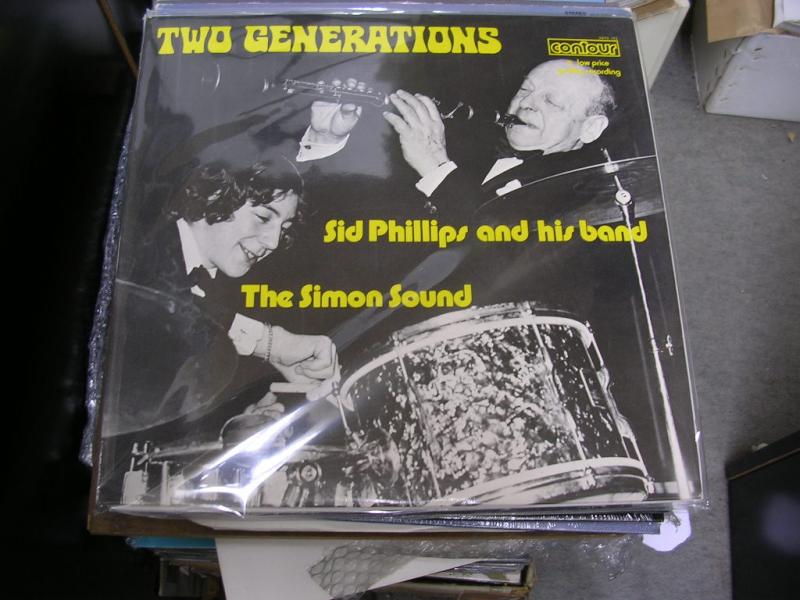 TWO GENERATIONS
contour
low price
recording
Sid Phillips and his band
The Simon Sound